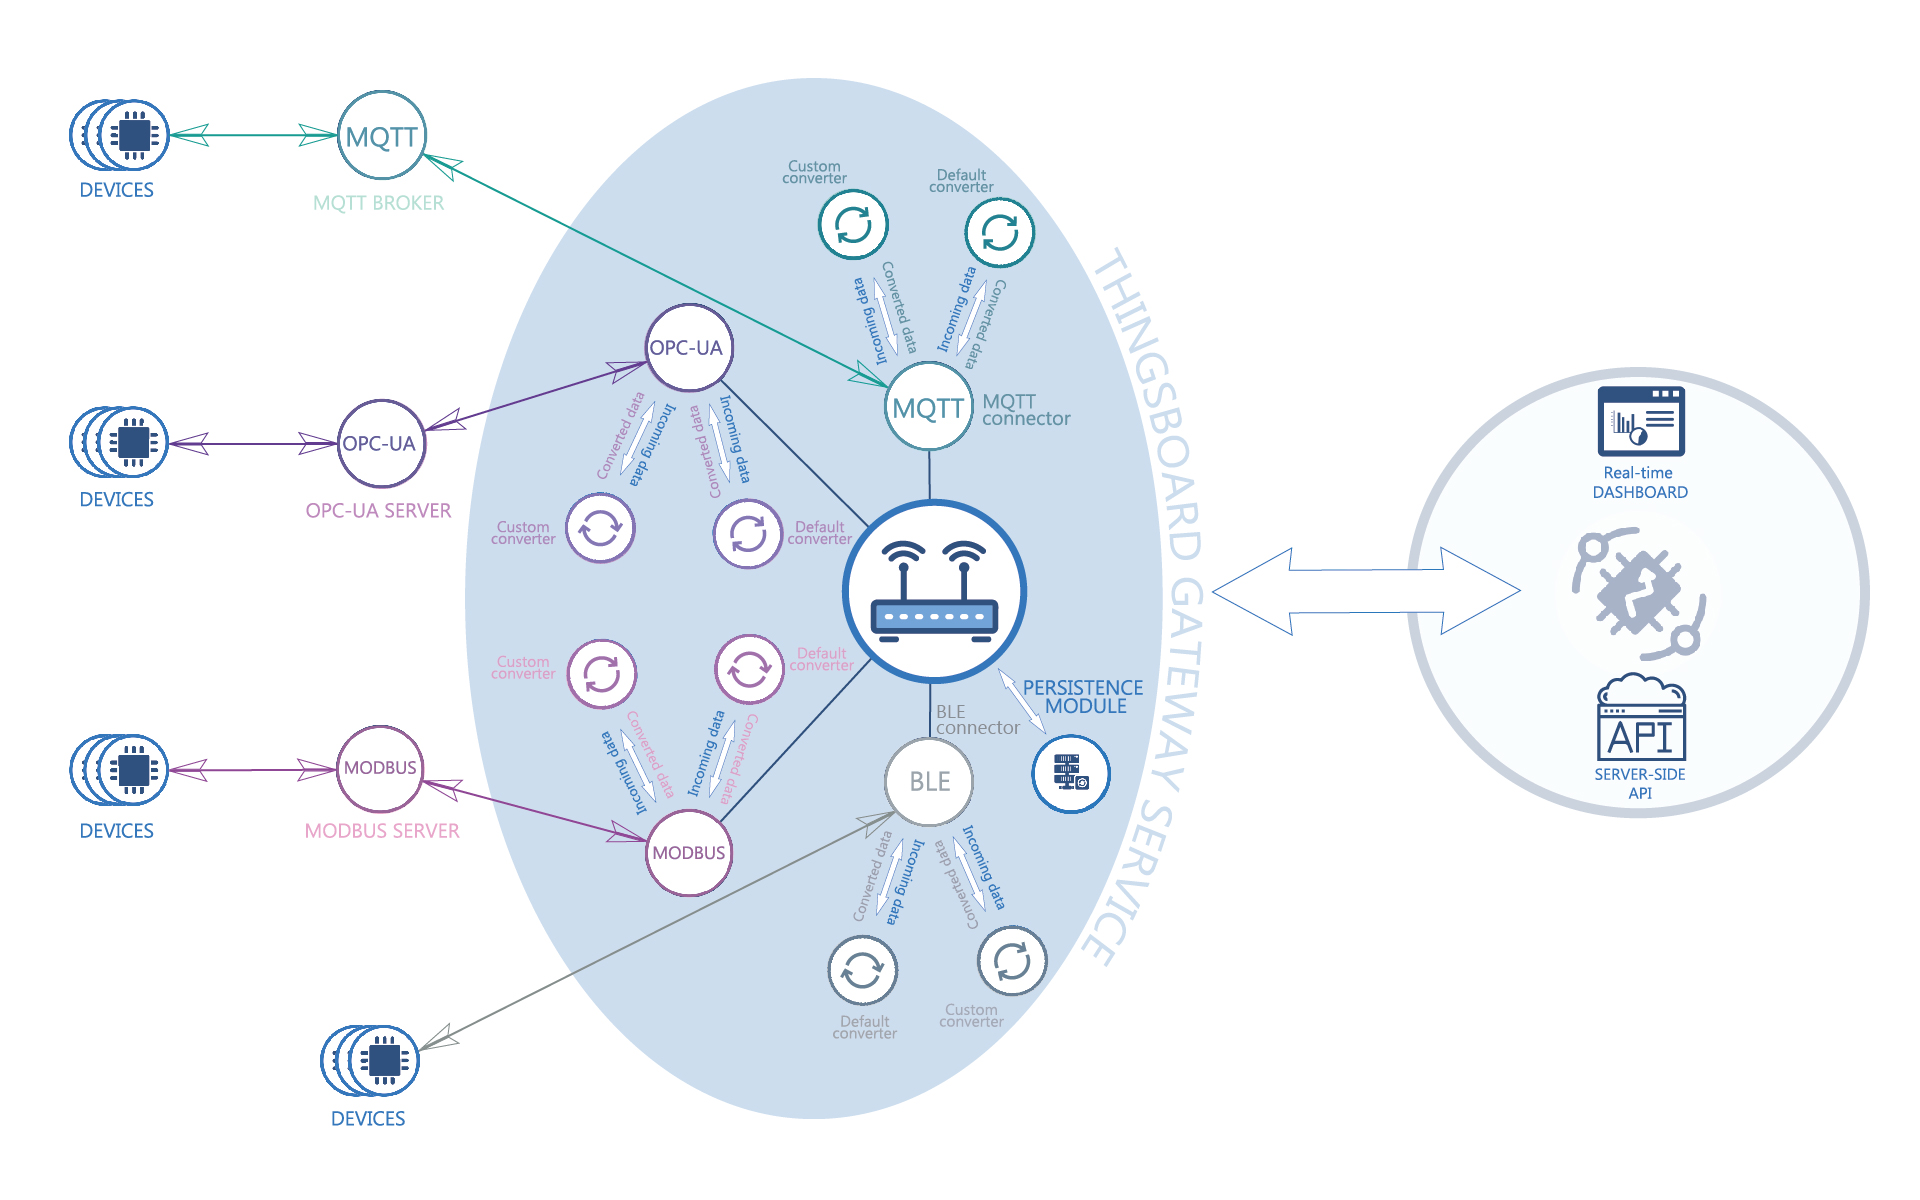 DEVICES
MQTT
MQTT BROKER
DEVICES
OPC-UA
OPC-UA SERVER
DEVICES
MODBUS
MODBUS SERVER
DEVICES
Custom
converter
Default
converter
Incoming data
Converted data
Incoming data
Converted data
MQTT
MQTT
connector
OPC-UA
Converted data
Incoming data
Converted data
Incoming data
Custom
converter
Default
converter
Custom
converter
Default
converter
Incoming data
Converted data
Incoming data
Converted data
MODBUS
PERSISTENCE
MODULE
BLE
connector
BLE
Converted data
Incoming data
Converted data
Incoming data
Default
converter
Custom
converter
THINGSBOARD GATEWAY SERVICE
Real-time
DASHBOARD
API
SERVER-SIDE
API